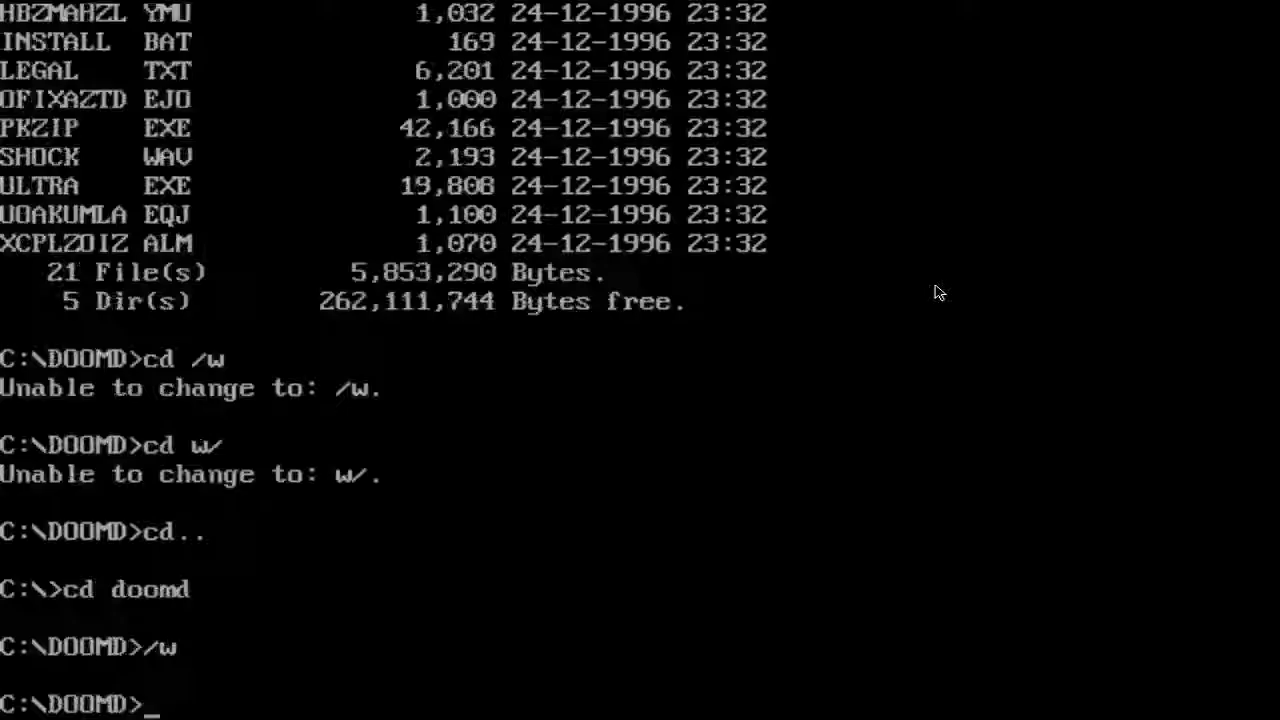 HBZMAHZL YMU 1,032 24-12-1996 23:32
INSTALL BAT 169 24-12-1996 23:32
LEGAL TXT 6,201 24-12-1996 23:32
OFIXAZTD EJO 1,000 24-12-1996 23:32
PKZIP EXE 42,166 24-12-1996 23:32
SHOCK WAV 2,193 24-12-1996 23:32
ULTRA EXE 19,808 24-12-1996 23:32
UOAKUMLA EQJ 1,100 24-12-1996 23:32
XCPLZOIZ ALM 1,070 24-12-1996 23:32
21 File(s) 5,853,290 Bytes.
5 Dir(s) 262,111,744 Bytes free.
C:\DOOMD>cd /w
Unable to change to: /w.
C:\DOOMD>cd w/
Unable to change to: w/.
C:\DOOMD>cd..
C:\>cd doomd
C:\DOOMD>/w
C:\DOOMD>_